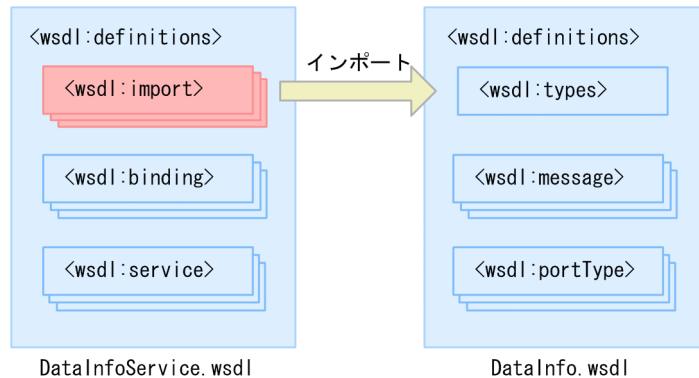 <wsdl:definitions>
<wsdl:import>
<wsdl:binding>
<wsdl:service>
DataInfoService.wsdl
インポート
<wsdl:definitions>
<wsdl:types>
<wsdl:message>
<wsdl:portType>
DataInfo.wsdl